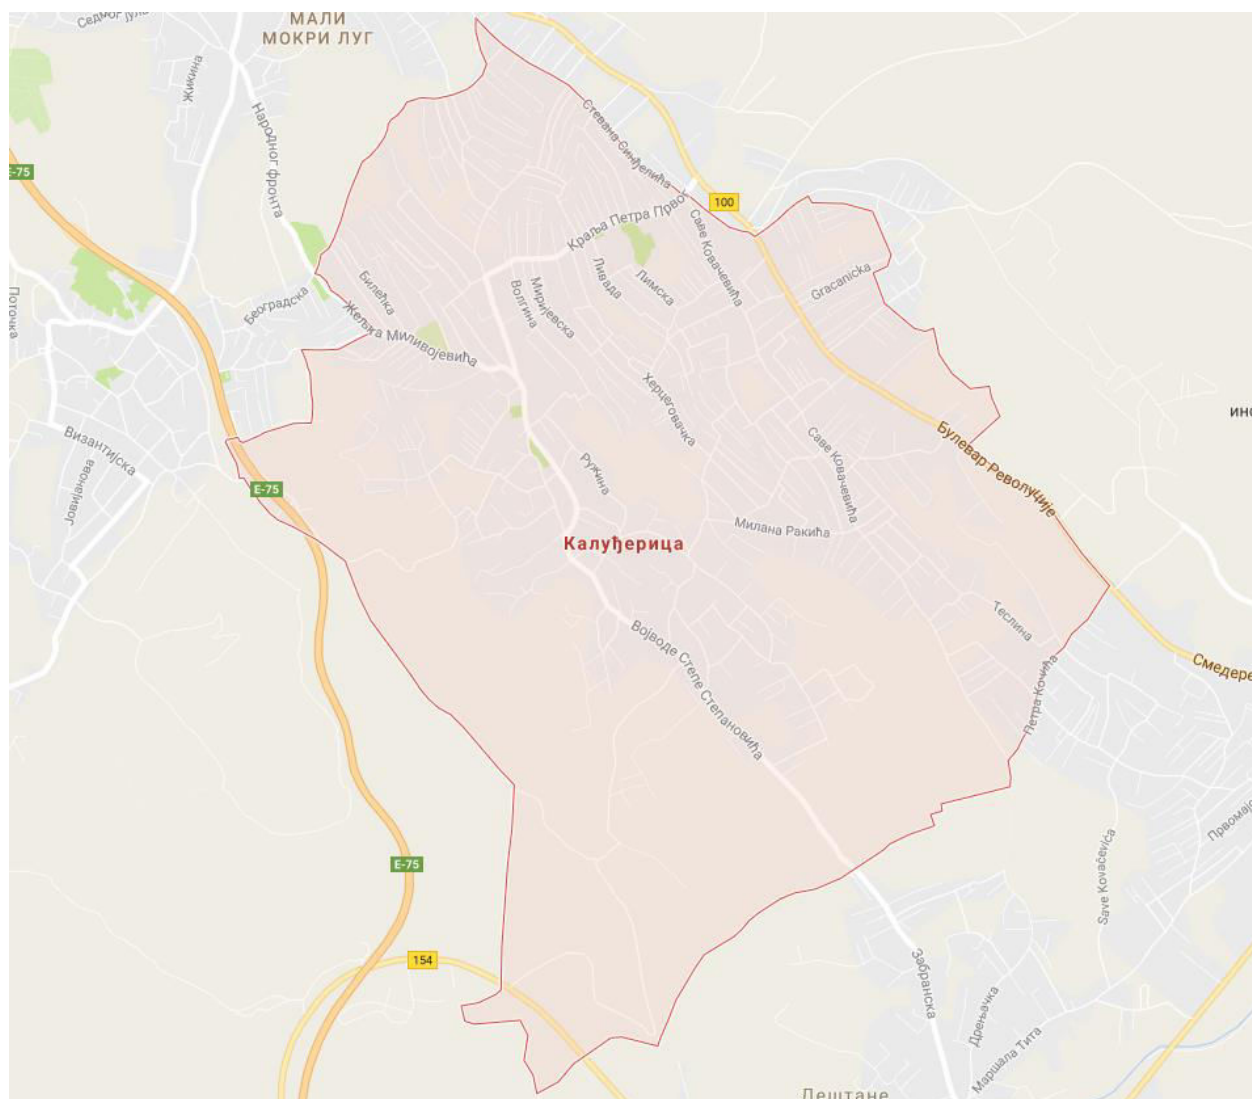 МАЛИ
МОКРИ ЛУГ
Жикина
Народног фронта
E-75
Стевана Синђелића
100
Краља Петра Првог
Саве Ковачевића
Gracanicka
Ливада
Лимска
Миријевска
Волгина
Билећка
Београдска
Жељка Миливојевића
Поточка
Херцеговачка
Византијска
Јовијанова
E-75
Ружина
Саве Ковачевића
Булевар Револуције
Милана Ракића
Калуђерица
Теслина
Војводе Степе Степановића
Петра Кочића
Смедере
Првомајс
Save Kovačevića
E-75
154
Забранска
Дрењачка
Маршала Тита
Лештане